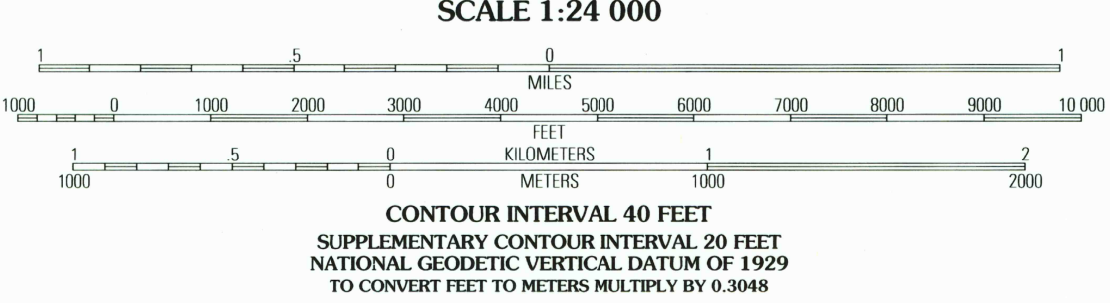 SCALE 1:24 000
1 .5 0 1
MILES
1000 0 1000 2000 3000 4000 5000 6000 7000 8000 9000 10 000
FEET
1 .5 0 KILOMETERS 1 2
1000 0 METERS 1000 2000
CONTOUR INTERVAL 40 FEET
SUPPLEMENTARY CONTOUR INTERVAL 20 FEET
NATIONAL GEODETIC VERTICAL DATUM OF 1929
TO CONVERT FEET TO METERS MULTIPLY BY 0.3048